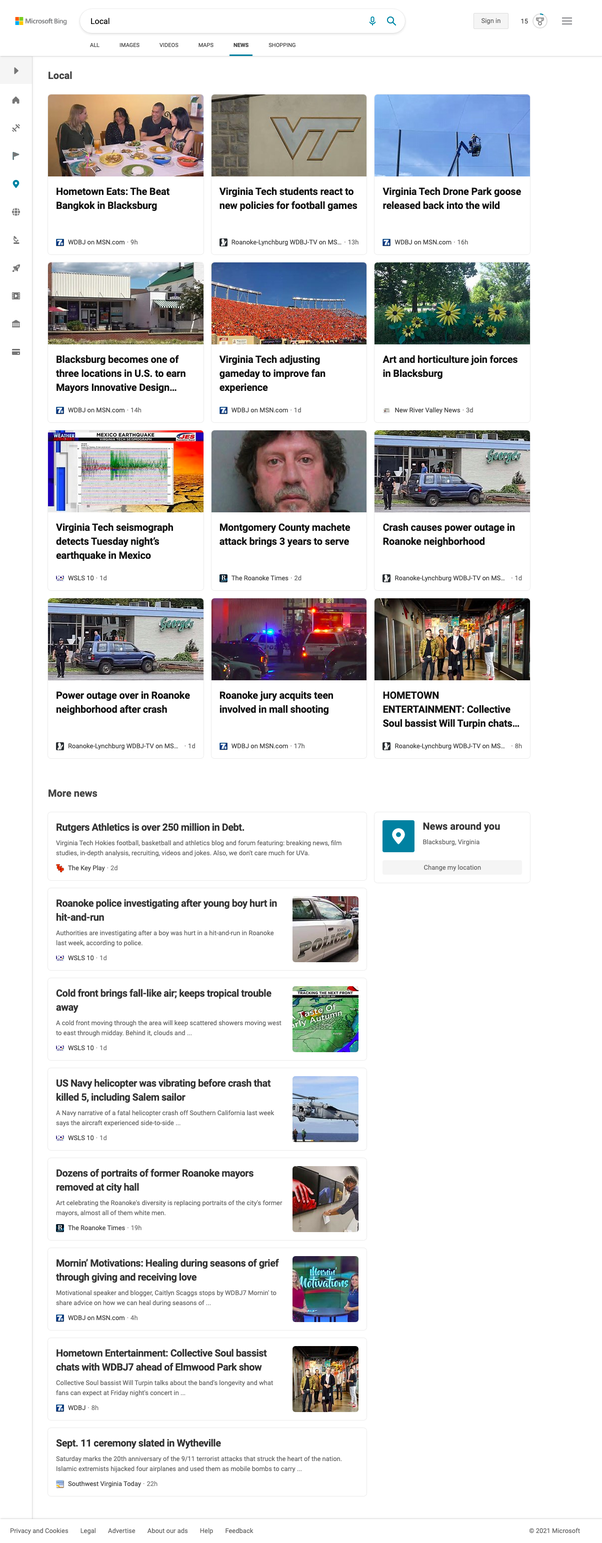 Microsoft Bing
Local
Sign in
15
ALL
IMAGES
VIDEOS
MAPS
NEWS
SHOPPING
Local
Hometown Eats: The Beat
Bangkok in Blacksburg
WDBJ on MSN.com · 9h
Virginia Tech students react to
new policies for football games
Roanoke-Lynchburg WDBJ-TV on MS... · 13h
Virginia Tech Drone Park goose
released back into the wild
WDBJ on MSN.com · 16h
Blacksburg becomes one of
three locations in U.S. to earn
Mayors Innovative Design...
WDBJ on MSN.com · 14h
Virginia Tech adjusting
gameday to improve fan
experience
WDBJ on MSN.com · 1d
Art and horticulture join forces
in Blacksburg
New River Valley News · 3d
WEATHER
MEXICO EARTHQUAKE
Virginia Tech seismograph
detects Tuesday night's
earthquake in Mexico
WSLS 10 · 1d
Montgomery County machete
attack brings 3 years to serve
The Roanoke Times · 2d
George's
Crash causes power outage in
Roanoke neighborhood
Roanoke-Lynchburg WDBJ-TV on MS... · 1d
George's
Power outage over in Roanoke
neighborhood after crash
Roanoke-Lynchburg WDBJ-TV on MS... · 1d
Roanoke jury acquits teen
involved in mall shooting
WDBJ on MSN.com · 17h
HOMETOWN
ENTERTAINMENT: Collective
Soul bassist Will Turpin chats...
Roanoke-Lynchburg WDBJ-TV on MS... · 8h
More news
Rutgers Athletics is over 250 million in Debt.
Virginia Tech Hokies football, basketball and athletics blog and forum featuring: breaking news, film
studies, in-depth analysis, recruiting, videos and jokes. Also, we don't care much for UVa.
The Key Play · 2d
News around you
Blacksburg, Virginia
Change my location
Roanoke police investigating after young boy hurt in
hit-and-run
Authorities are investigating after a boy was hurt in a hit-and-run in Roanoke
last week, according to police.
WSLS 10 · 1d
POLICE
Cold front brings fall-like air; keeps tropical trouble
away
A cold front moving through the area will keep scattered showers moving west
to east through midday. Behind it, clouds and ...
WSLS 10 · 1d
TRACKING THE NEXT FRONT
Taste Of
Early Autumn
US Navy helicopter was vibrating before crash that
killed 5, including Salem sailor
A Navy narrative of a fatal helicopter crash off Southern California last week
says the aircraft experienced side-to-side ...
WSLS 10 · 1d
Dozens of portraits of former Roanoke mayors
removed at city hall
Art celebrating the Roanoke's diversity is replacing portraits of the city's former
mayors, almost all of them white men.
The Roanoke Times · 19h
Mornin' Motivations: Healing during seasons of grief
through giving and receiving love
Motivational speaker and blogger, Caitlyn Scaggs stops by WDBJ7 Mornin' to
share advice on how we can heal during seasons of ...
WDBJ on MSN.com · 4h
Mornin'
Motivations
Hometown Entertainment: Collective Soul bassist
chats with WDBJ7 ahead of Elmwood Park show
Collective Soul bassist Will Turpin talks about the band's longevity and what
fans can expect at Friday night's concert in ...
WDBJ · 8h
Sept. 11 ceremony slated in Wytheville
Saturday marks the 20th anniversary of the 9/11 terrorist attacks that struck the heart of the nation.
Islamic extremists hijacked four airplanes and used them as mobile bombs to carry ...
Southwest Virginia Today · 22h
Privacy and Cookies
Legal
Advertise
About our ads
Help
Feedback
© 2021 Microsoft